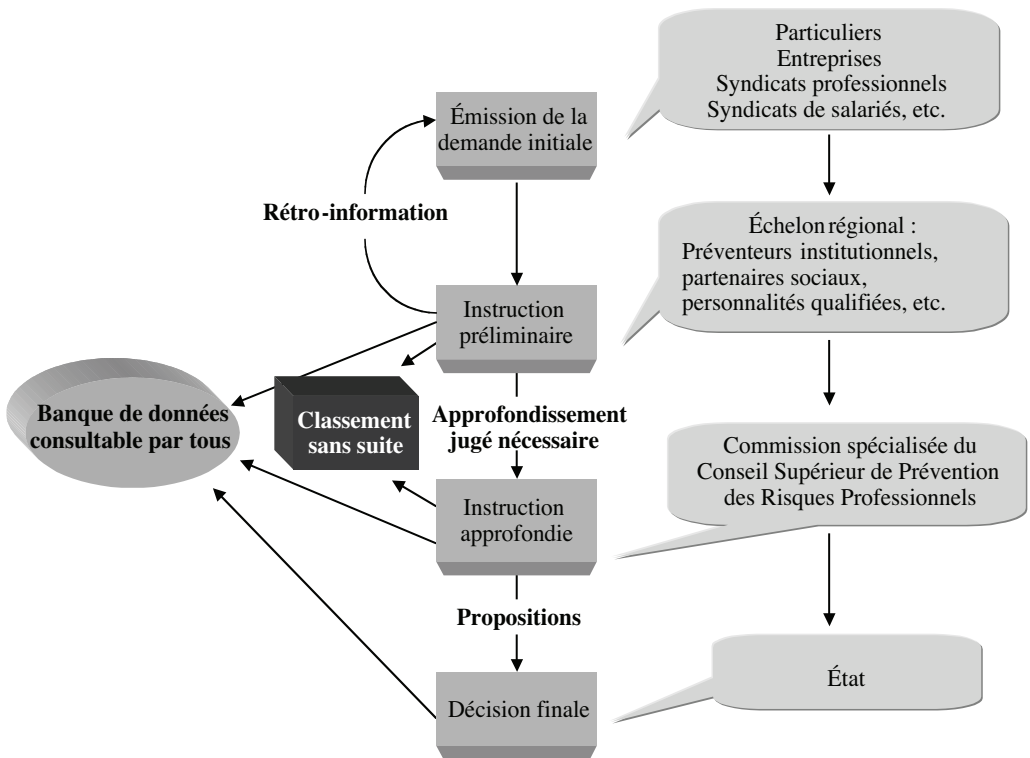 Particuliers
Entreprises
Syndicats professionnels
Syndicats de salariés, etc.
Émission de la
demande initiale
Rétro-information
Échelon régional :
Préventeurs institutionnels,
partenaires sociaux,
personnalités qualifiées, etc.
Instruction
préliminaire
Banque de données
consultable par tous
Classement
sans suite
Approfondissement
jugé nécessaire
Commission spécialisée du
Conseil Supérieur de Prévention
des Risques Professionnels
Instruction
approfondie
Propositions
État
Décision finale